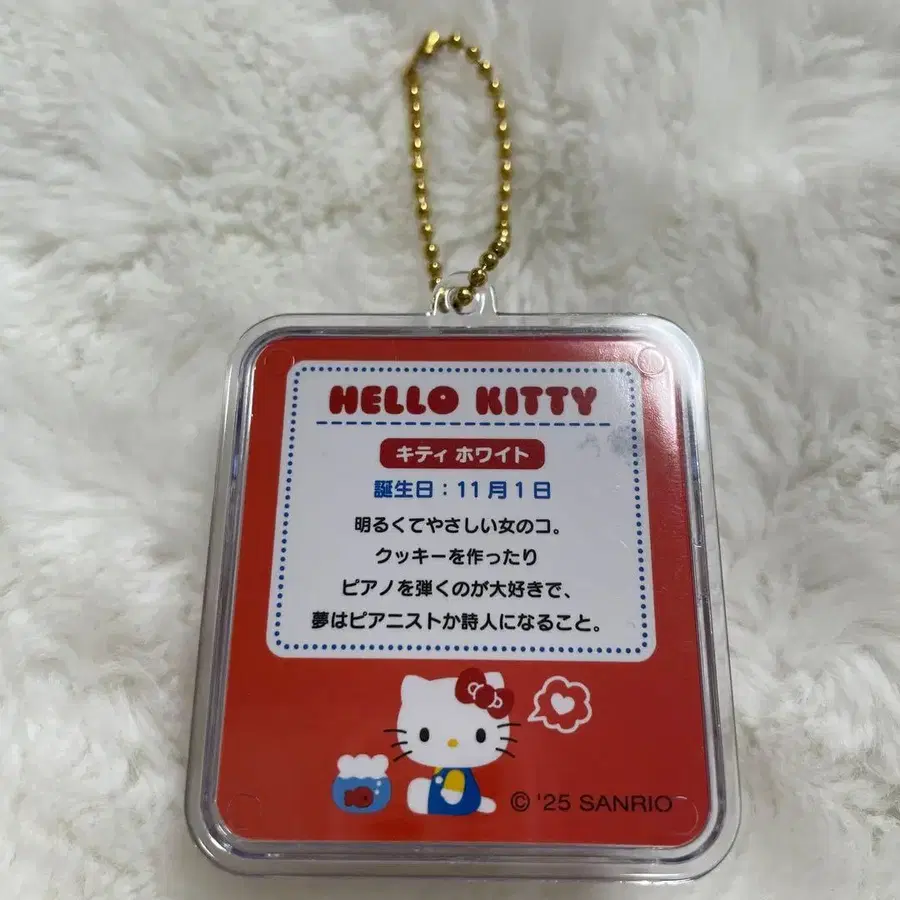 HELLO KITTY
キティ ホワイト
誕生日：11月1日
明るくてやさしい女のコ。
クッキーを作ったり
ピアノを弾くのが大好きで、
夢はピアニストか詩人になること。
© '25 SANRIO